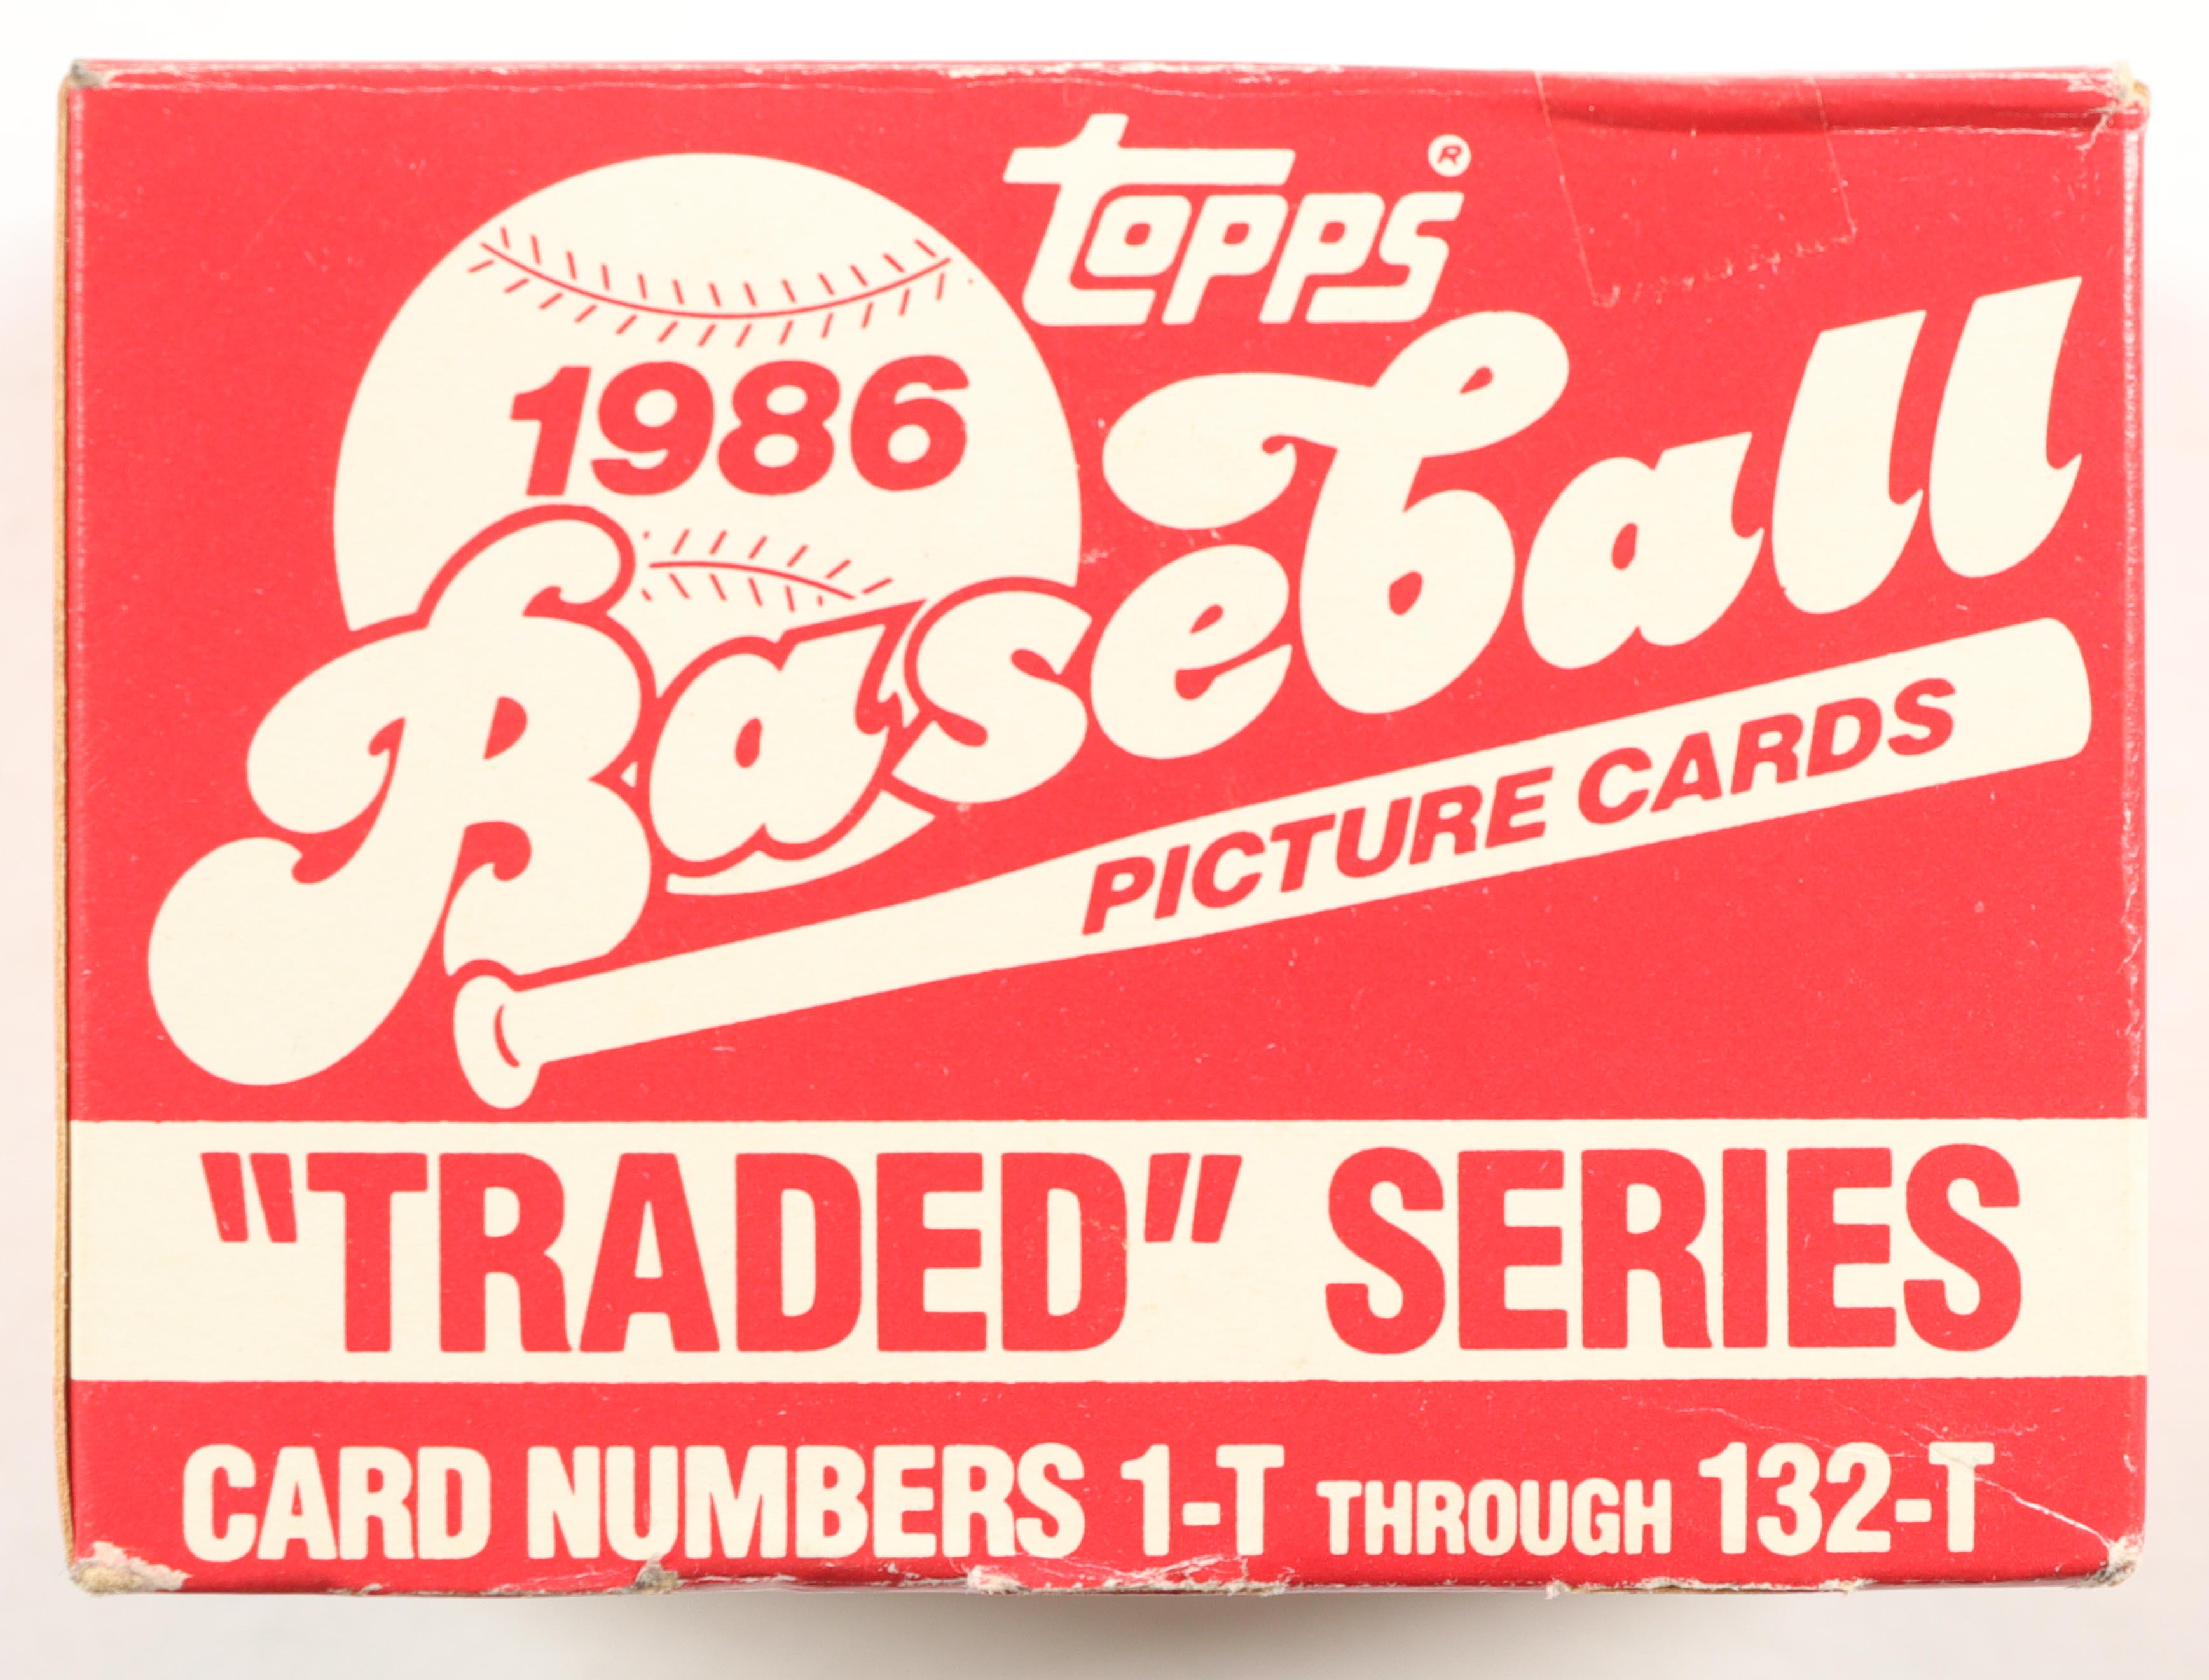 topps®
1986
Baseball
PICTURE CARDS
"TRADED" SERIES
CARD NUMBERS 1-T THROUGH 132-T